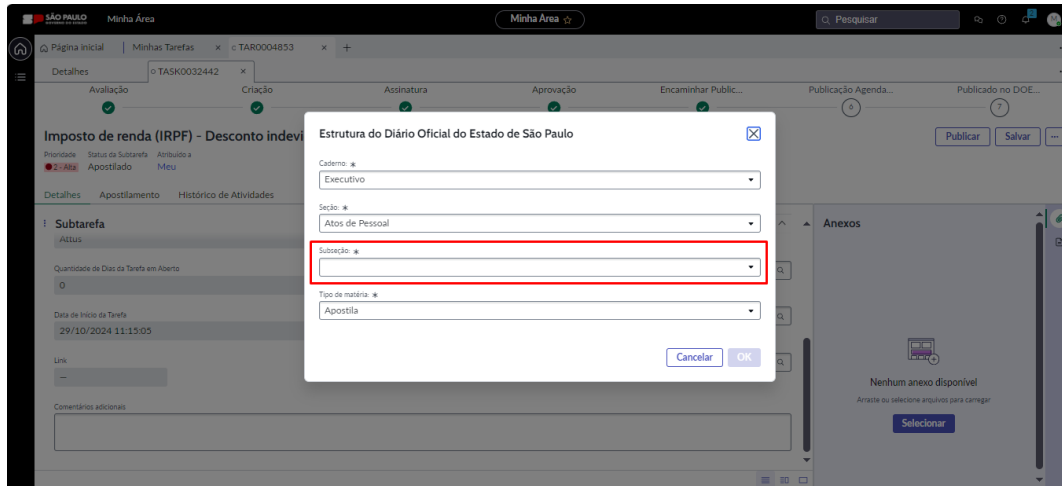 SÃO PAULO
Minha Área
Minha Área
Pesquisar
2
Página inicial
Minhas Tarefas
TAR0004853
Detalhes
TASK0032442
Avaliação
Criação
Assinatura
Aprovação
Encaminhar Public...
Publicação Agenda...
Publicado no DOE...
6
7
Imposto de renda (IRPF) - Desconto indevi
Publicar
Salvar
Prioridade
Status da Subtarefa
Atribuído a
2 - Alta
Apostilado
Meu
Detalhes
Apostilamento
Histórico de Atividades
Subtarefa
Attus
Quantidade de Dias da Tarefa em Aberto
0
Data de Início da Tarefa
29/10/2024 11:15:05
Link
—
Comentários adicionais
Estrutura do Diário Oficial do Estado de São Paulo
Caderno: *
Executivo
Seção: *
Atos de Pessoal
Subseção: *
Tipo de matéria: *
Apostila
Cancelar
OK
Anexos
Nenhum anexo disponível
Arraste ou selecione arquivos para carregar
Selecionar